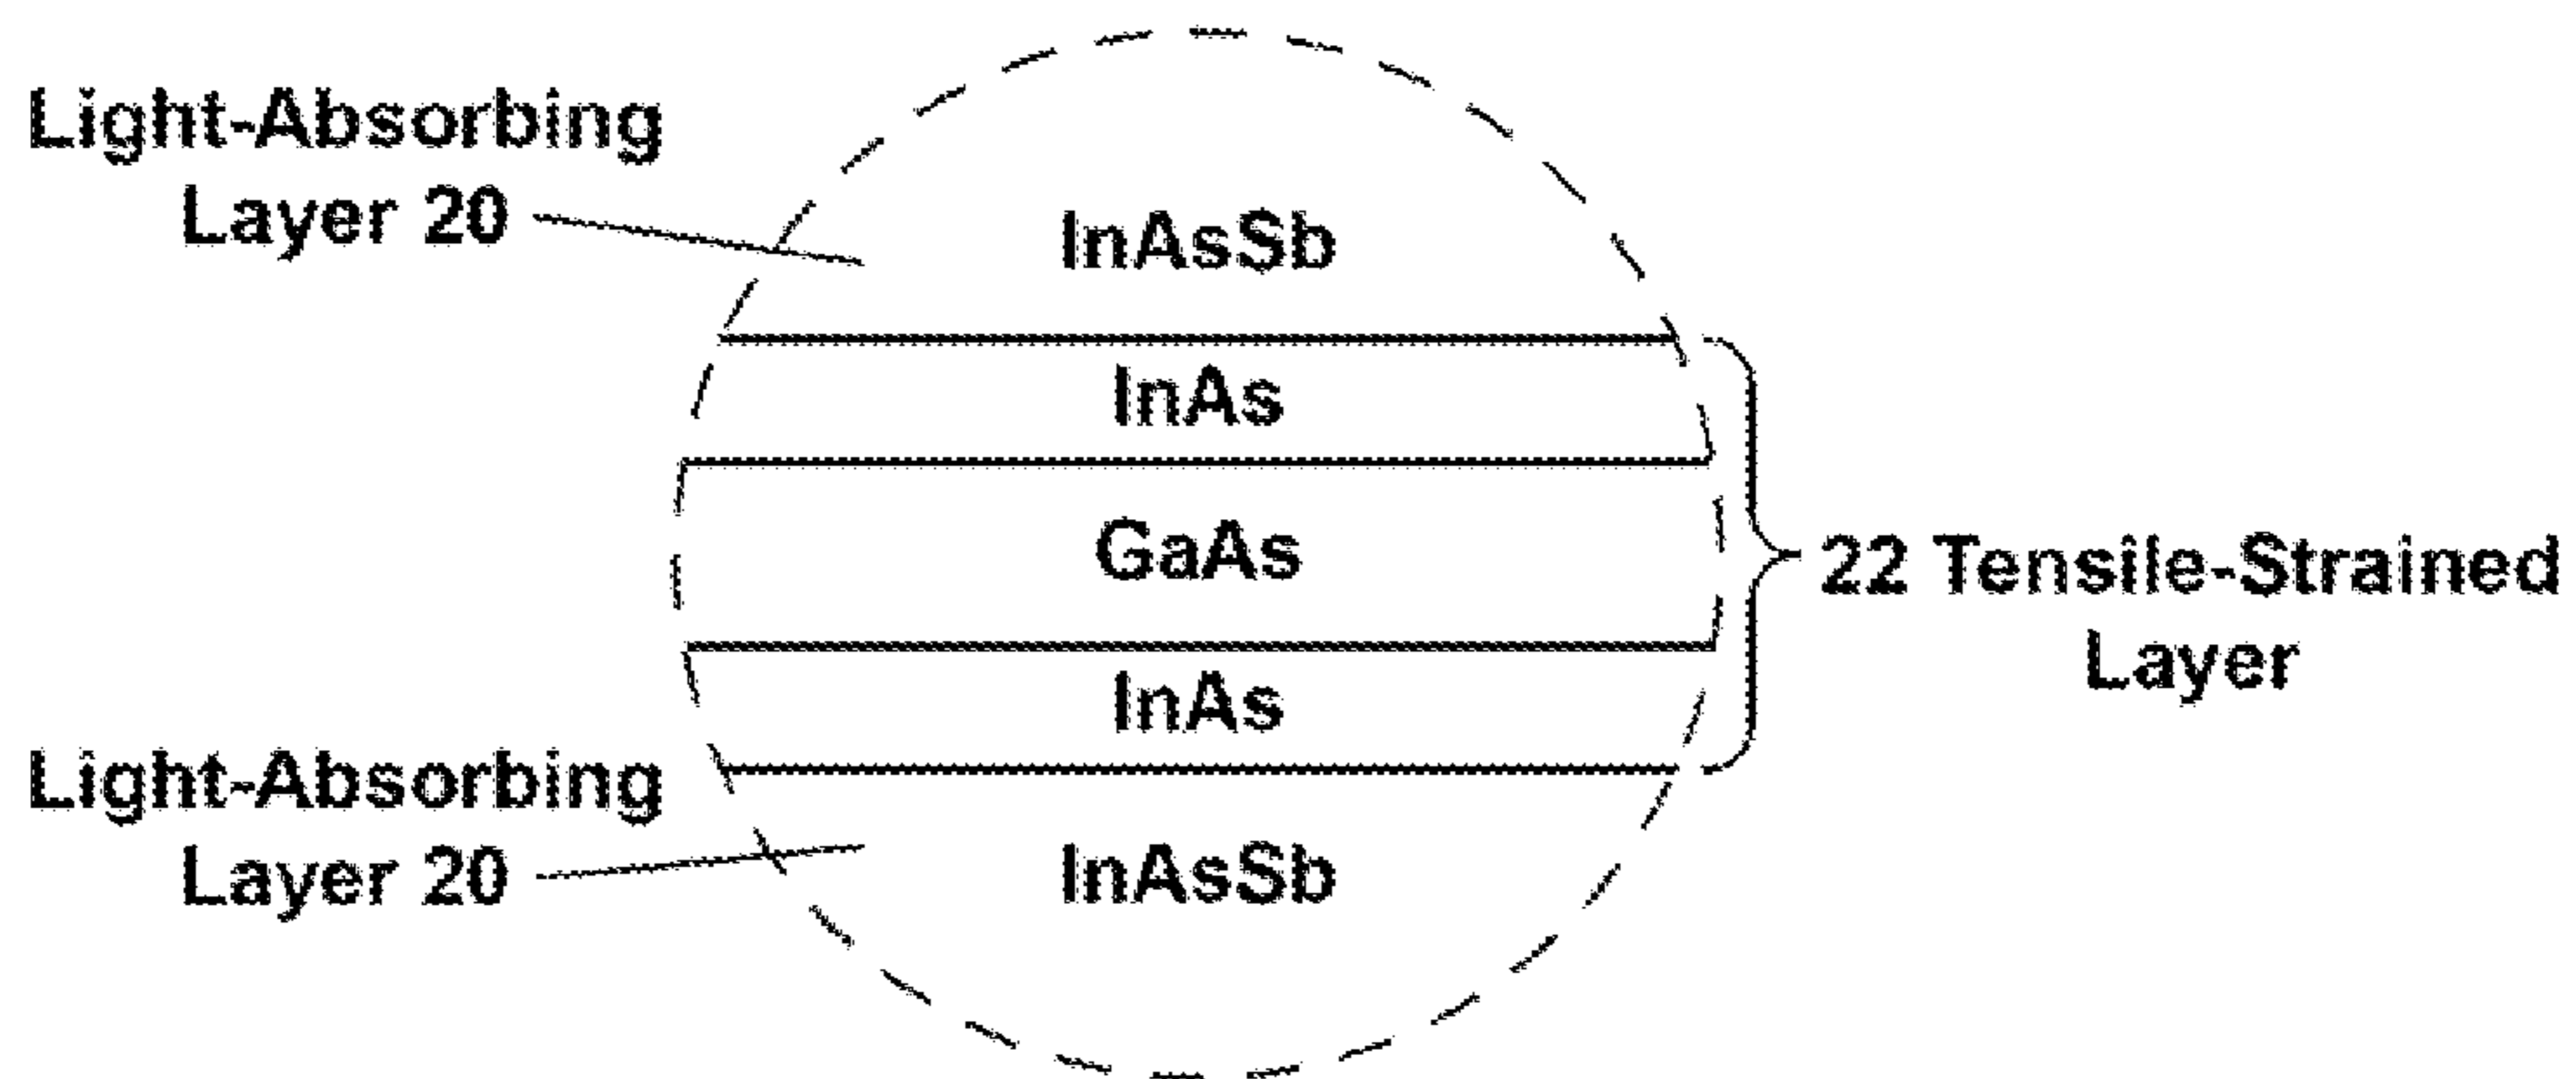 Light-Absorbing
Layer 20
InAsSb
InAs
GaAs
22 Tensile-Strained
Layer
InAs
Light-Absorbing
Layer 20
InAsSb